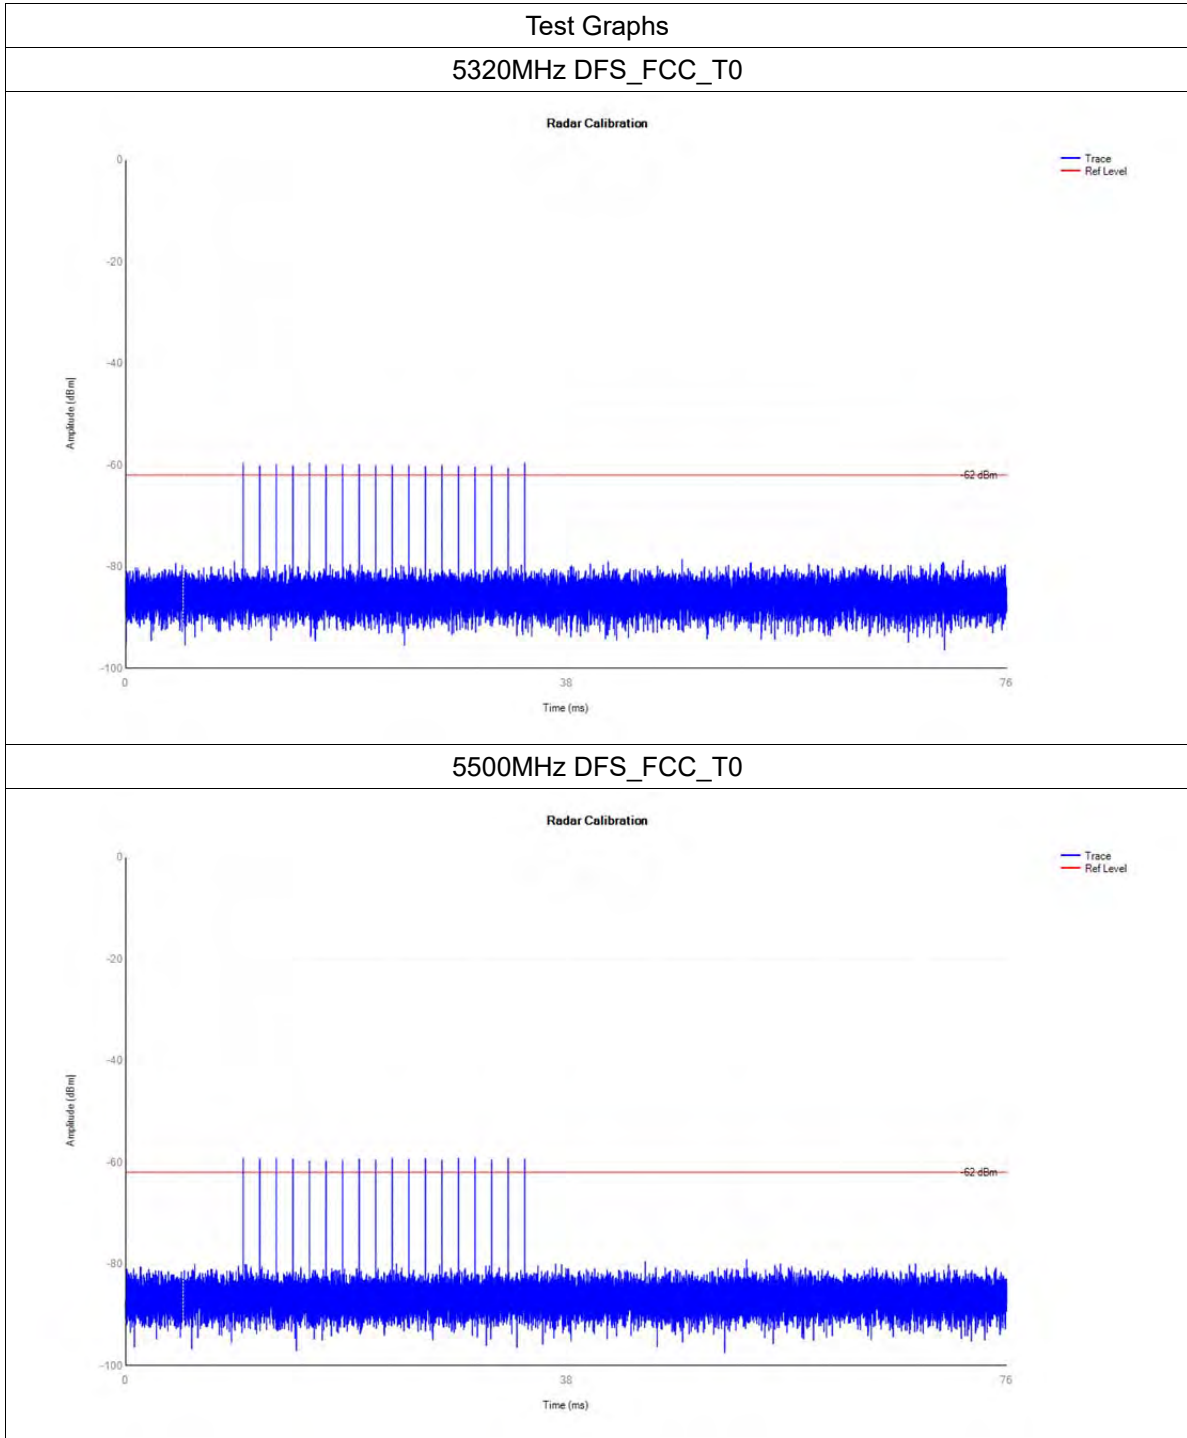 Test Graphs
5320MHz DFS_FCC_T0
Radar Calibration
Trace
Ref Level
0
-20
-40
-60
-80
-100
Amplitude [dBm]
-62 dBm
0
38
76
Time (ms)
5500MHz DFS_FCC_T0
Radar Calibration
Trace
Ref Level
0
-20
-40
-60
-80
-100
Amplitude [dBm]
-62 dBm
0
38
76
Time (ms)